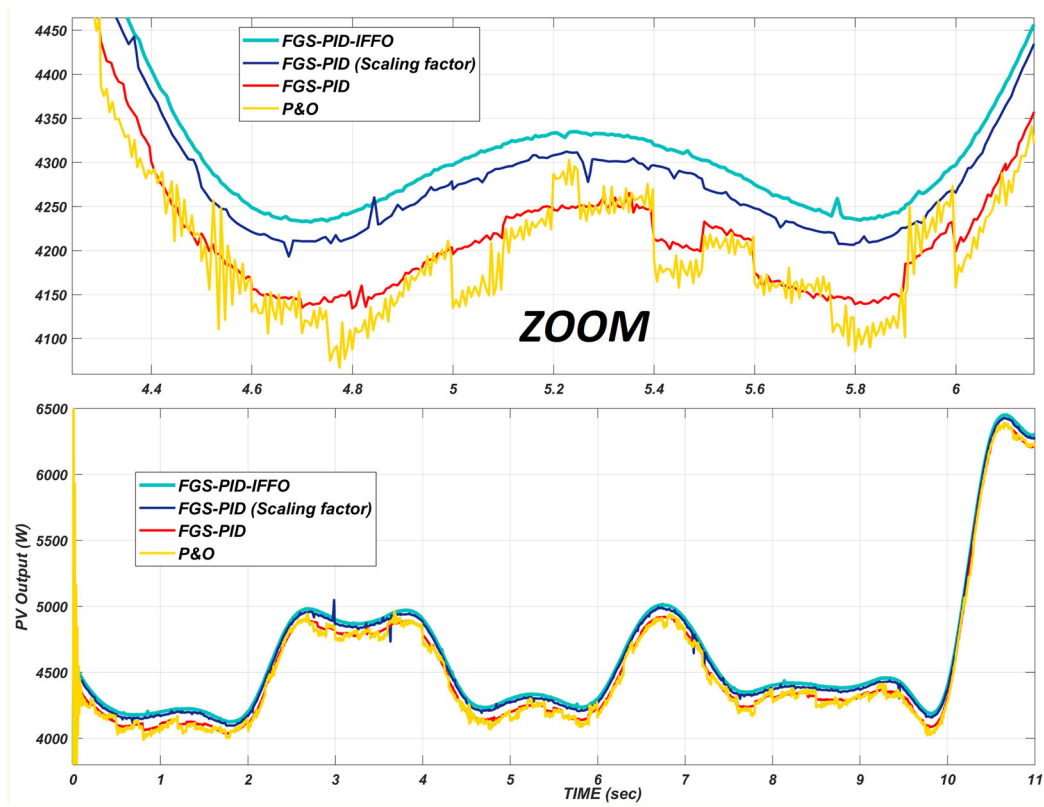 4450
4400
4350
4300
4250
4200
4150
4100
FGS-PID-IFFO
FGS-PID (Scaling factor)
FGS-PID
P&O
ZOOM
4.4 4.6 4.8 5 5.2 5.4 5.6 5.8 6
6500
6000
5500
5000
4500
4000
PV Output (W)
FGS-PID-IFFO
FGS-PID (Scaling factor)
FGS-PID
P&O
0 1 2 3 4 5 6 7 8 9 10 11
TIME (sec)